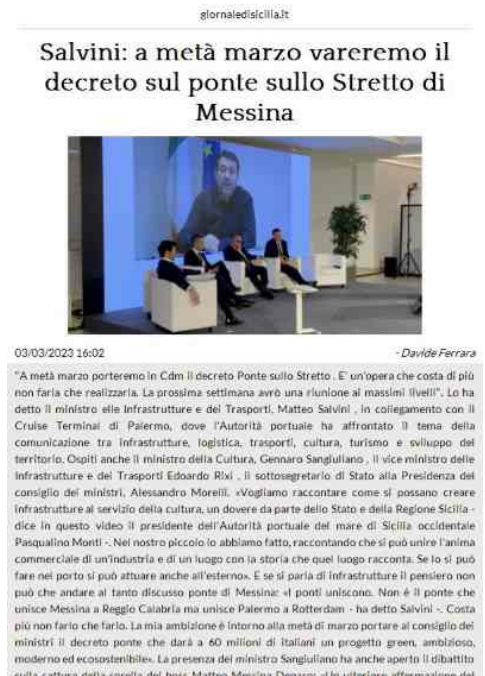 giornaledisicilia.it
Salvini: a metà marzo vareremo il
decreto sul ponte sullo Stretto di
Messina
03/03/2023 16:02
- Davide Ferrara
"A metà marzo porteremo in Cdm il decreto Ponte sullo Stretto . E' un'opera che costa di più
non farla che realizzarla. La prossima settimana avrò una riunione ai massimi livelli". Lo ha
detto il ministro elle Infrastrutture e dei Trasporti, Matteo Salvini , in collegamento con il
Cruise Terminal di Palermo, dove l'Autorità portuale ha affrontato il tema della
comunicazione tra infrastrutture, logistica, trasporti, cultura, turismo e sviluppo del
territorio. Ospiti anche il ministro della Cultura, Gennaro Sangiuliano , il vice ministro delle
Infrastrutture e dei Trasporti Edoardo Rixi , il sottosegretario di Stato alla Presidenza del
consiglio dei ministri, Alessandro Morelli. «Vogliamo raccontare come si possano creare
infrastrutture al servizio della cultura, un dovere da parte dello Stato e della Regione Sicilia -
dice in questo video il presidente dell'Autorità portuale del mare di Sicilia occidentale
Pasqualino Monti -. Nel nostro piccolo lo abbiamo fatto, raccontando che si può unire l'anima
commerciale di un'industria e di un luogo con la storia che quel luogo racconta. Se lo si può
fare nel porto si può attuare anche all'esterno». E se si parla di infrastrutture il pensiero non
può che andare al tanto discusso ponte di Messina: «I ponti uniscono. Non è il ponte che
unisce Messina a Reggio Calabria ma unisce Palermo a Rotterdam - ha detto Salvini -. Costa
più non farlo che farlo. La mia ambizione è intorno alla metà di marzo portare al consiglio dei
ministri il decreto ponte che darà a 60 milioni di italiani un progetto green, ambizioso,
moderno ed ecosostenibile». La presenza del ministro Sangiuliano ha anche aperto il dibattito
sulla cattura della sorella del boss Matteo Messina Denaro: «Un ulteriore affermazione del